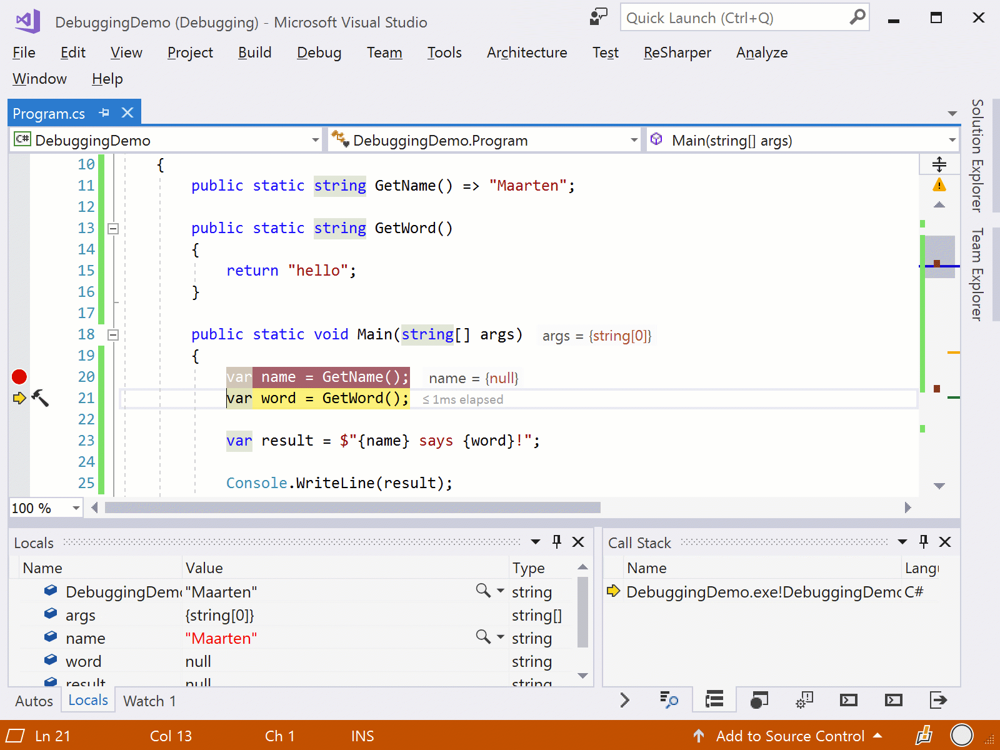 DebuggingDemo (Debugging) - Microsoft Visual Studio
Quick Launch (Ctrl+Q)
File Edit View Project Build Debug Team Tools Architecture Test ReSharper Analyze
Window Help
Program.cs
C# DebuggingDemo
DebuggingDemo.Program
Main(string[] args)
10 {
11 public static string GetName() => "Maarten";
12
13 public static string GetWord()
14 {
15 return "hello";
16 }
17
18 public static void Main(string[] args) args = {string[0]}
19 {
20 var name = GetName(); name = {null}
21 var word = GetWord(); ≤ 1ms elapsed
22
23 var result = $"{name} says {word}!";
24
25 Console.WriteLine(result);
Solution Explorer
Team Explorer
100 %
Locals
Name Value Type
DebuggingDemo "Maarten" string
args {string[0]} string[]
name "Maarten" string
word null string
result null string
Autos Locals Watch 1
Call Stack
Name Langu
DebuggingDemo.exe!DebuggingDemo C#
Ln 21 Col 13 Ch 1 INS Add to Source Control